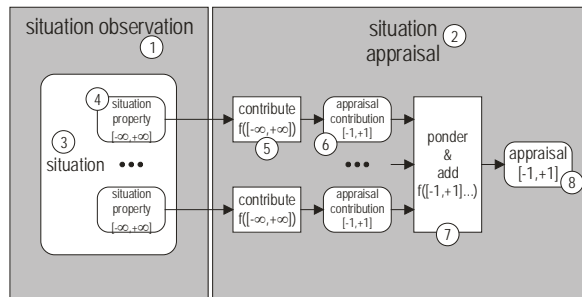 situation observation
1
situation
2
appraisal
4
situation
property
[-∞,+∞]
contribute
f([-∞,+∞])
5
appraisal
contribution
[-1,+1]
6
3
situation
•••
•••
ponder
&
add
f([-1,+1]...)
7
appraisal
[-1,+1]
8
situation
property
[-∞,+∞]
contribute
f([-∞,+∞])
appraisal
contribution
[-1,+1]